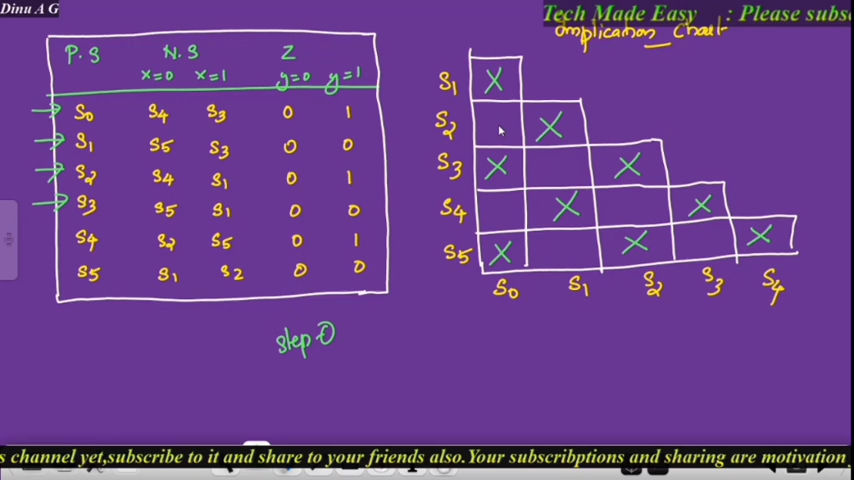 Dinu A G
Tech Made Easy : Please subs
Implication Chart
P.S N.S Z
x=0 x=1 y=0 y=1
S0 S4 S3 0 1
S1 S5 S3 0 0
S2 S4 S1 0 1
S3 S5 S1 0 0
S4 S2 S5 0 1
S5 S1 S2 0 0
S1 X
S2 X
S3 X X
S4 X X
S5 X X X
S0 S1 S2 S3 S4
step-0
s channel yet,subscribe to it and share to your friends also.Your subscribptions and sharing are motivation